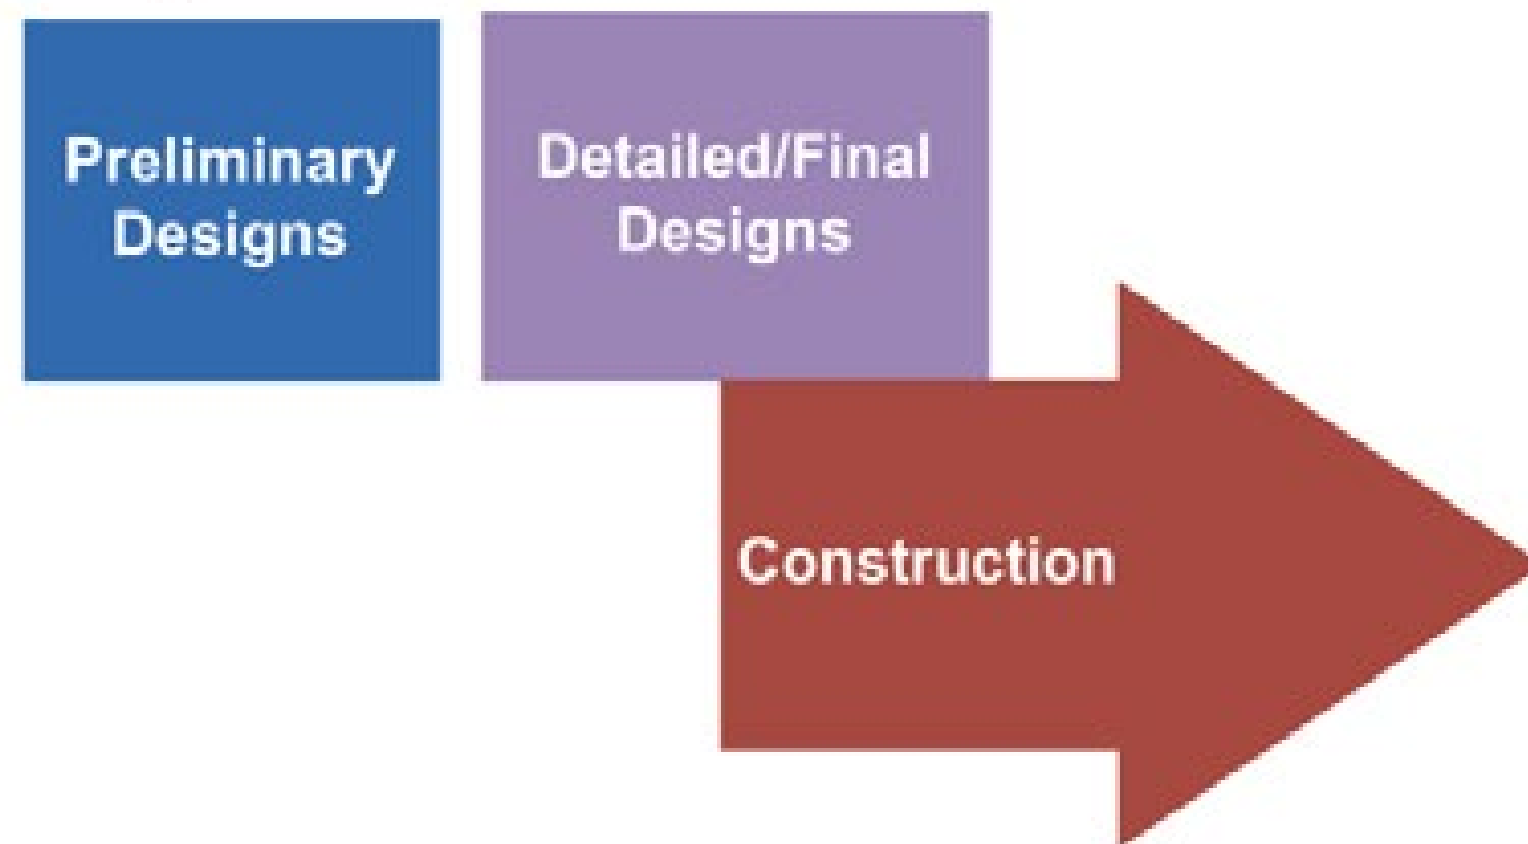 Preliminary
Designs
Detailed/Final
Designs
Construction